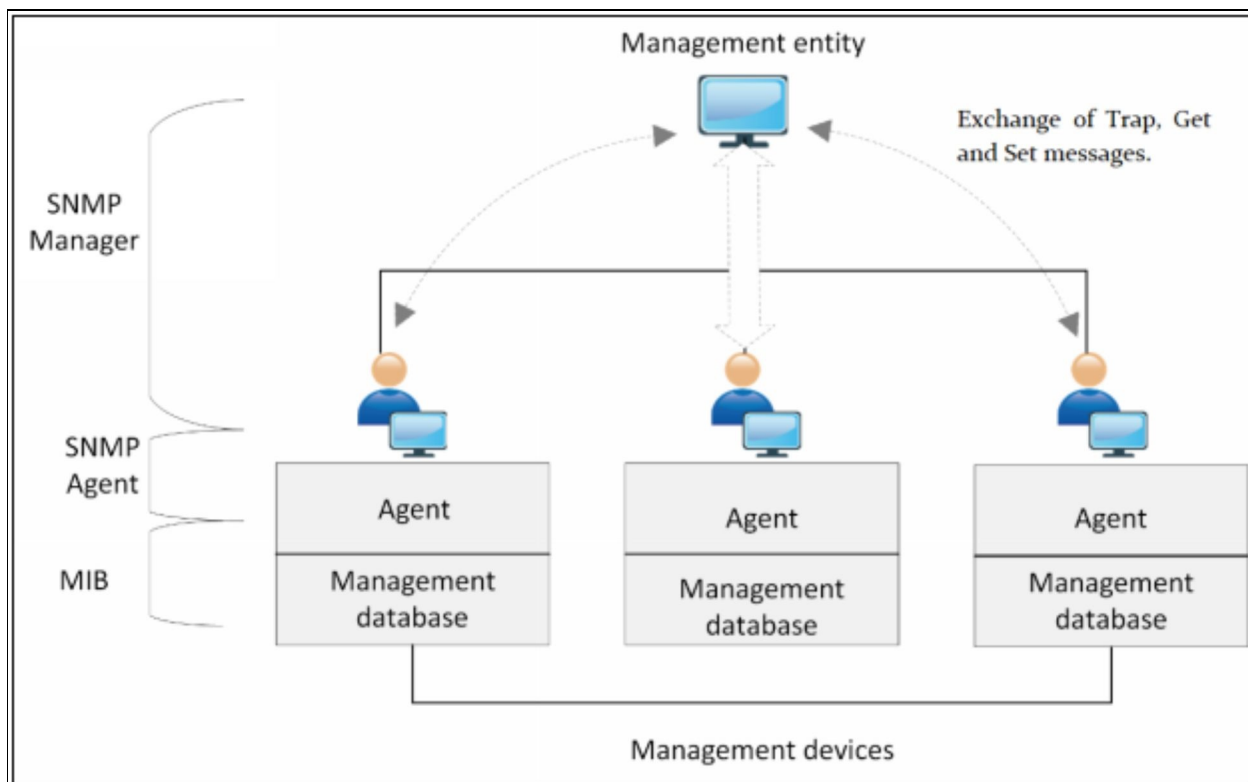 Management entity
Exchange of Trap, Get
and Set messages.
SNMP
Manager
SNMP
Agent
MIB
Agent
Agent
Agent
Management
database
Management
database
Management
database
Management devices